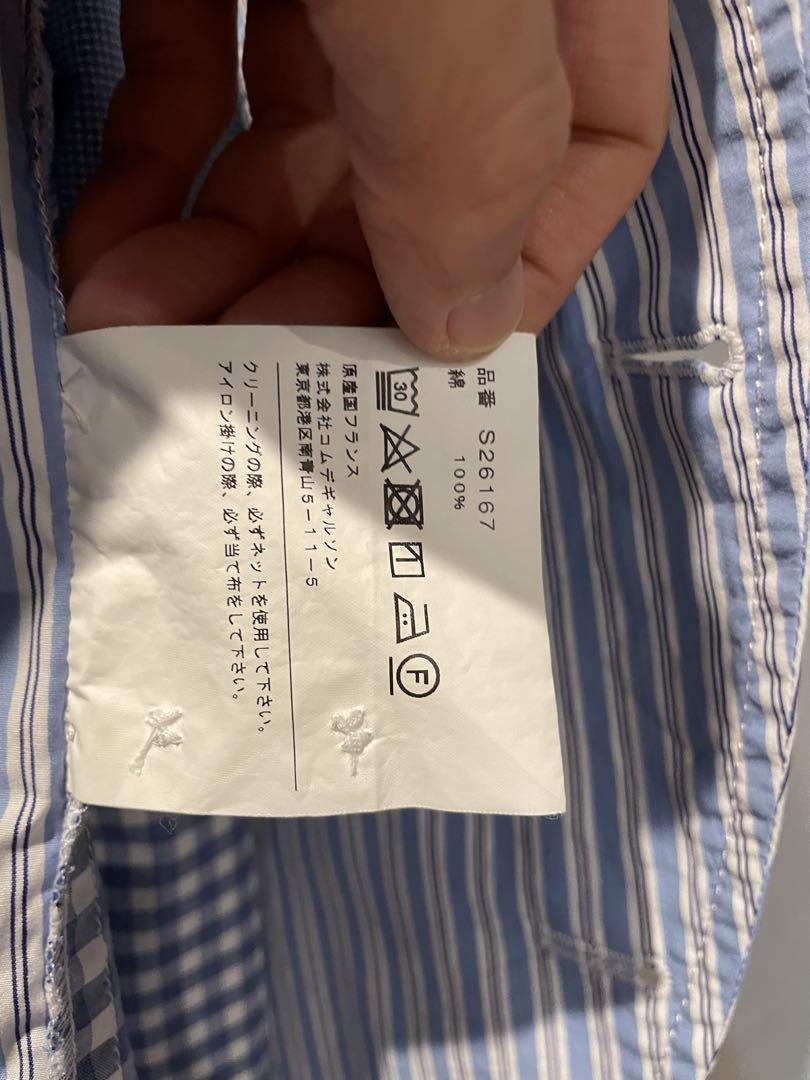 品番 S26167
綿 100%
30
F
原産国フランス
株式会社コムデギャルソン
東京都港区南青山5-11-5
クリーニングの際、必ずネットを使用して下さい。
アイロン掛けの際、必ず当て布をして下さい。